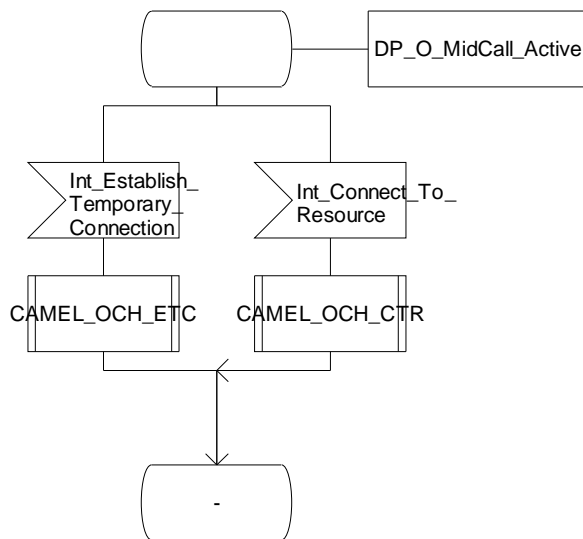 DP_O_MidCall_Active
Int_Establish_
Temporary_
Connection
Int_Connect_To_
Resource
CAMEL_OCH_ETC
CAMEL_OCH_CTR
-